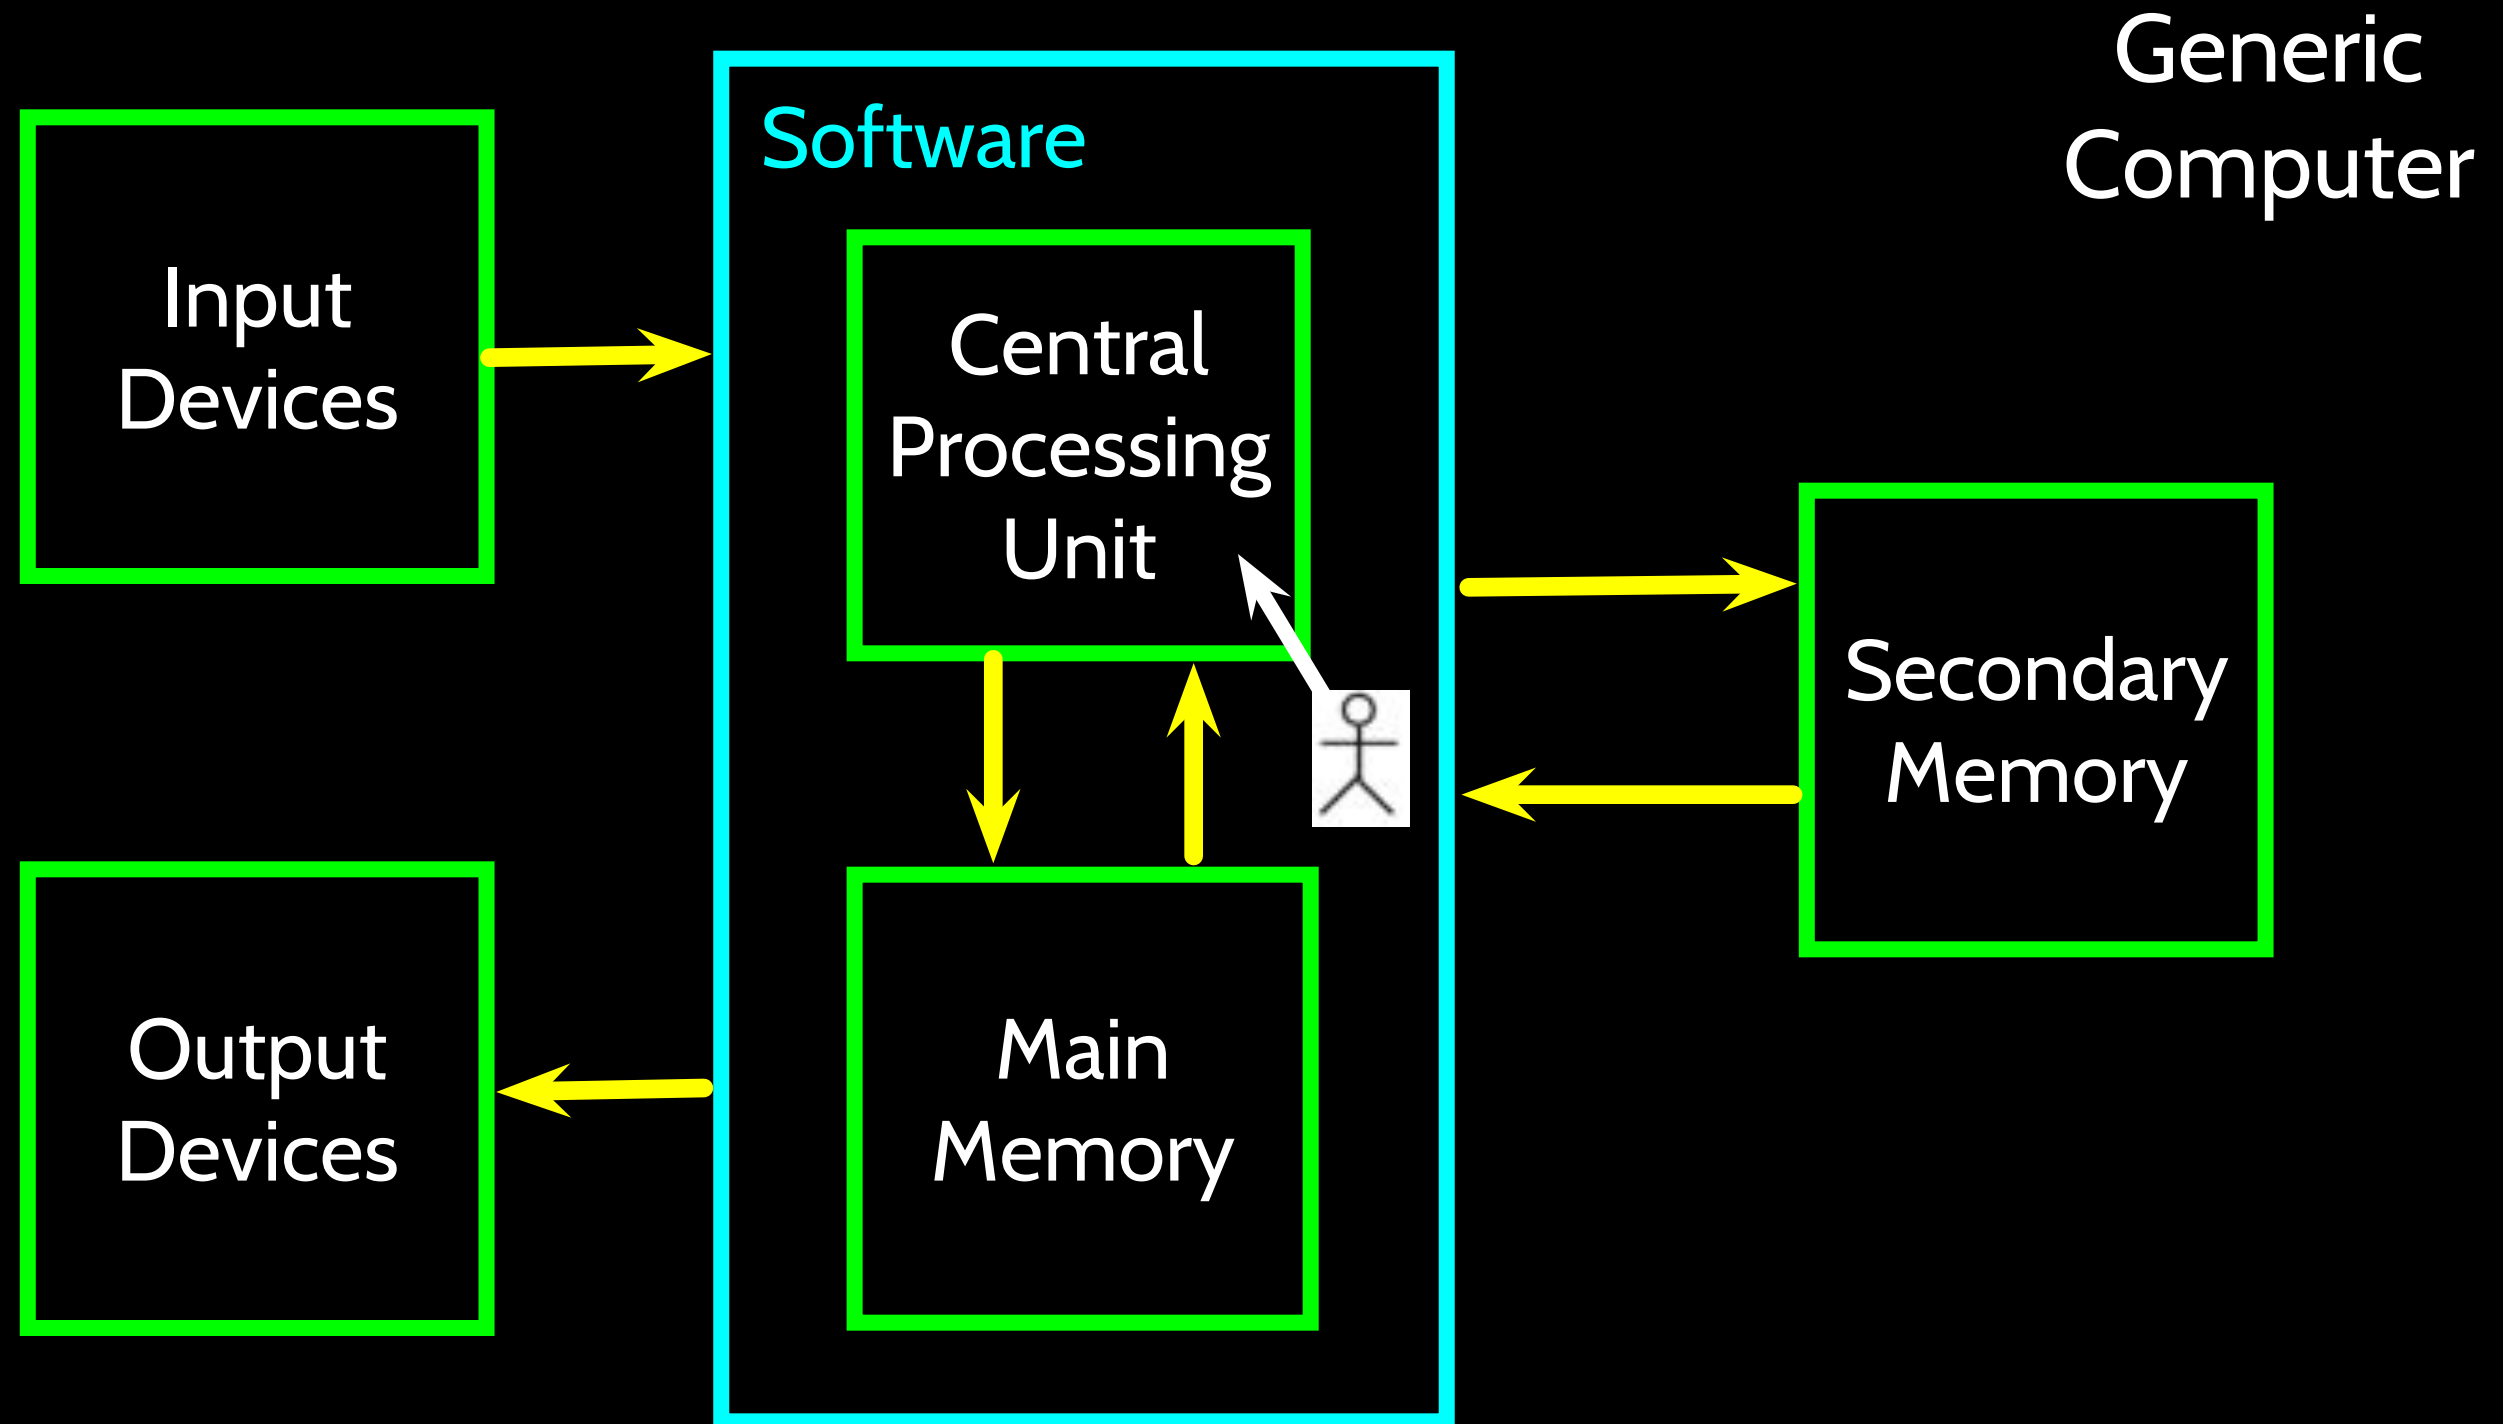 Generic
Computer
Software
Input
Devices
Central
Processing
Unit
Secondary
Memory
Output
Devices
Main
Memory